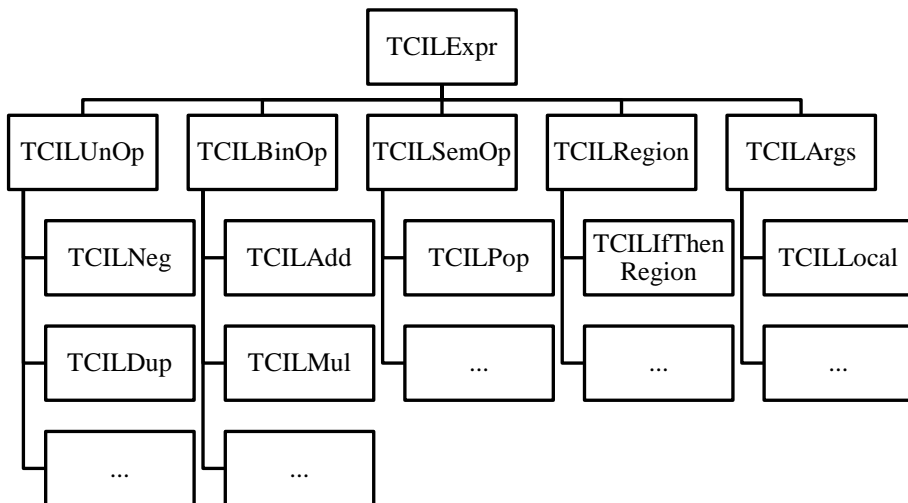 TCILExpr
TCILUnOp
TCILBinOp
TCILSemOp
TCILRegion
TCILArgs
TCILNeg
TCILAdd
TCILPop
TCILIfThen
Region
TCILLocal
TCILDup
TCILMul
...
...
...
...
...